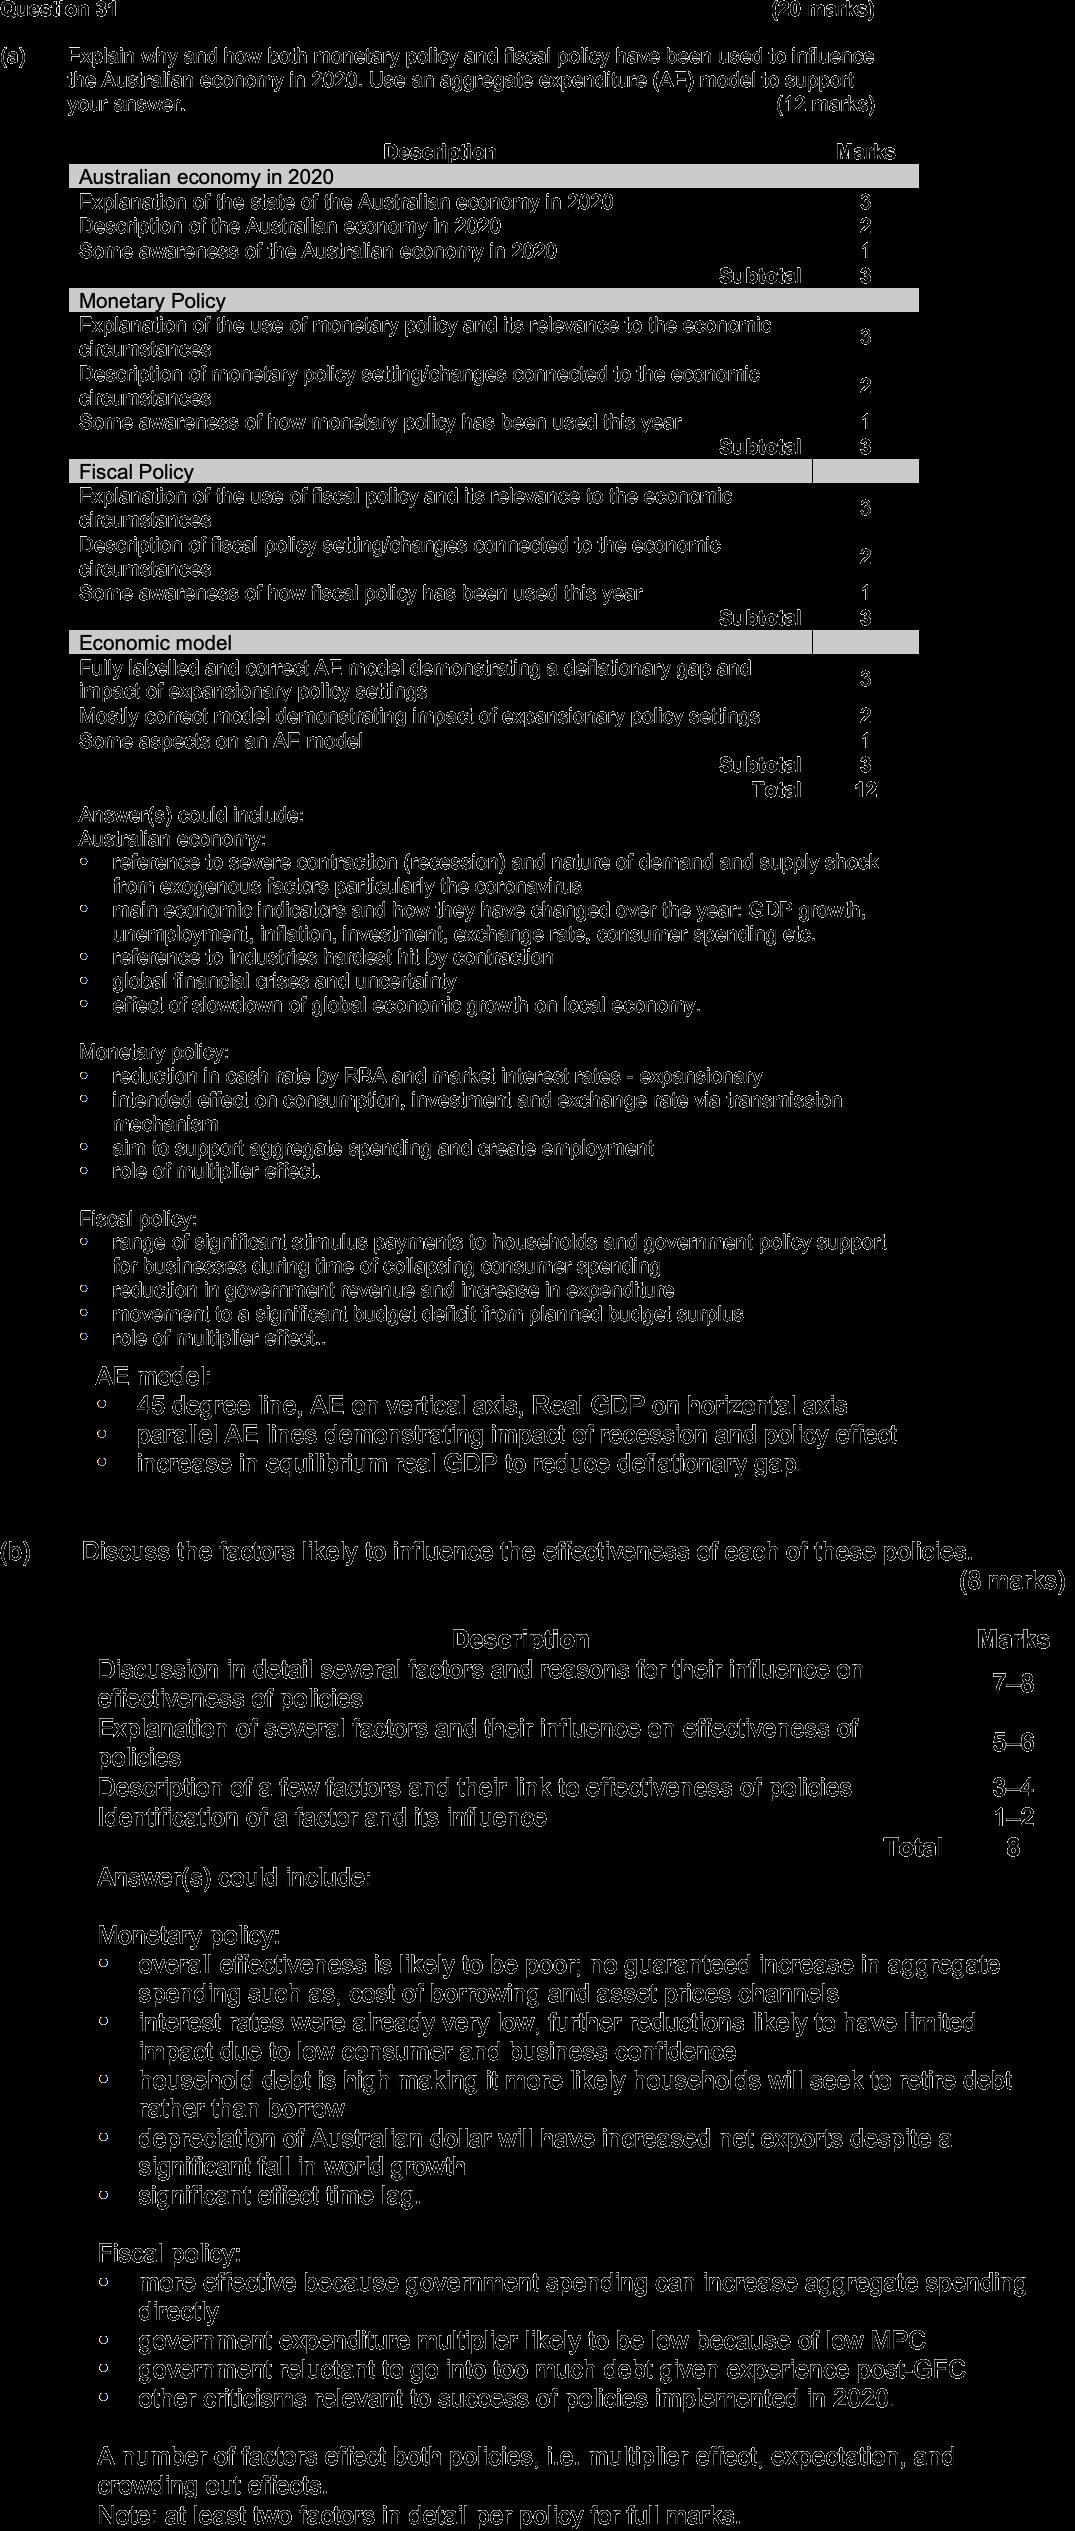 Question 31 (20 marks)
(a) Explain why and how both monetary policy and fiscal policy have been used to influence
the Australian economy in 2020. Use an aggregate expenditure (AE) model to support
your answer. (12 marks)
Description Marks
Australian economy in 2020
Explanation of the state of the Australian economy in 2020 3
Description of the Australian economy in 2020 2
Some awareness of the Australian economy in 2020 1
Subtotal 3
Monetary Policy
Explanation of the use of monetary policy and its relevance to the economic
circumstances 3
Description of monetary policy setting/changes connected to the economic
circumstances 2
Some awareness of how monetary policy has been used this year 1
Subtotal 3
Fiscal Policy
Explanation of the use of fiscal policy and its relevance to the economic
circumstances 3
Description of fiscal policy setting/changes connected to the economic
circumstances 2
Some awareness of how fiscal policy has been used this year 1
Subtotal 3
Economic model
Fully labelled and correct AE model demonstrating a deflationary gap and
impact of expansionary policy settings 3
Mostly correct model demonstrating impact of expansionary policy settings 2
Some aspects on an AE model 1
Subtotal 3
Total 12
Answer(s) could include:
Australian economy:
• reference to severe contraction (recession) and nature of demand and supply shock
from exogenous factors particularly the coronavirus
• main economic indicators and how they have changed over the year: GDP growth,
unemployment, inflation, investment, exchange rate, consumer spending etc.
• reference to industries hardest hit by contraction
• global financial crises and uncertainty
• effect of slowdown of global economic growth on local economy.
Monetary policy:
• reduction in cash rate by RBA and market interest rates - expansionary
• intended effect on consumption, investment and exchange rate via transmission
mechanism
• aim to support aggregate spending and create employment
• role of multiplier effect.
Fiscal policy:
• range of significant stimulus payments to households and government policy support
for businesses during time of collapsing consumer spending
• reduction in government revenue and increase in expenditure
• movement to a significant budget deficit from planned budget surplus
• role of multiplier effect..
AE model:
• 45 degree line, AE on vertical axis, Real GDP on horizontal axis
• parallel AE lines demonstrating impact of recession and policy effect
• increase in equilibrium real GDP to reduce deflationary gap.
(b) Discuss the factors likely to influence the effectiveness of each of these policies.
(8 marks)
Description Marks
Discussion in detail several factors and reasons for their influence on
effectiveness of policies 7–8
Explanation of several factors and their influence on effectiveness of
policies 5–6
Description of a few factors and their link to effectiveness of policies 3–4
Identification of a factor and its influence 1–2
Total 8
Answer(s) could include:
Monetary policy:
• overall effectiveness is likely to be poor; no guaranteed increase in aggregate
spending such as, cost of borrowing and asset prices channels
• interest rates were already very low, further reductions likely to have limited
impact due to low consumer and business confidence
• household debt is high making it more likely households will seek to retire debt
rather than borrow
• depreciation of Australian dollar will have increased net exports despite a
significant fall in world growth
• significant effect time lag.
Fiscal policy:
• more effective because government spending can increase aggregate spending
directly
• government expenditure multiplier likely to be low because of low MPC
• government reluctant to go into too much debt given experience post-GFC
• other criticisms relevant to success of policies implemented in 2020.
A number of factors effect both policies, i.e. multiplier effect, expectation, and
crowding out effects.
Note: at least two factors in detail per policy for full marks.